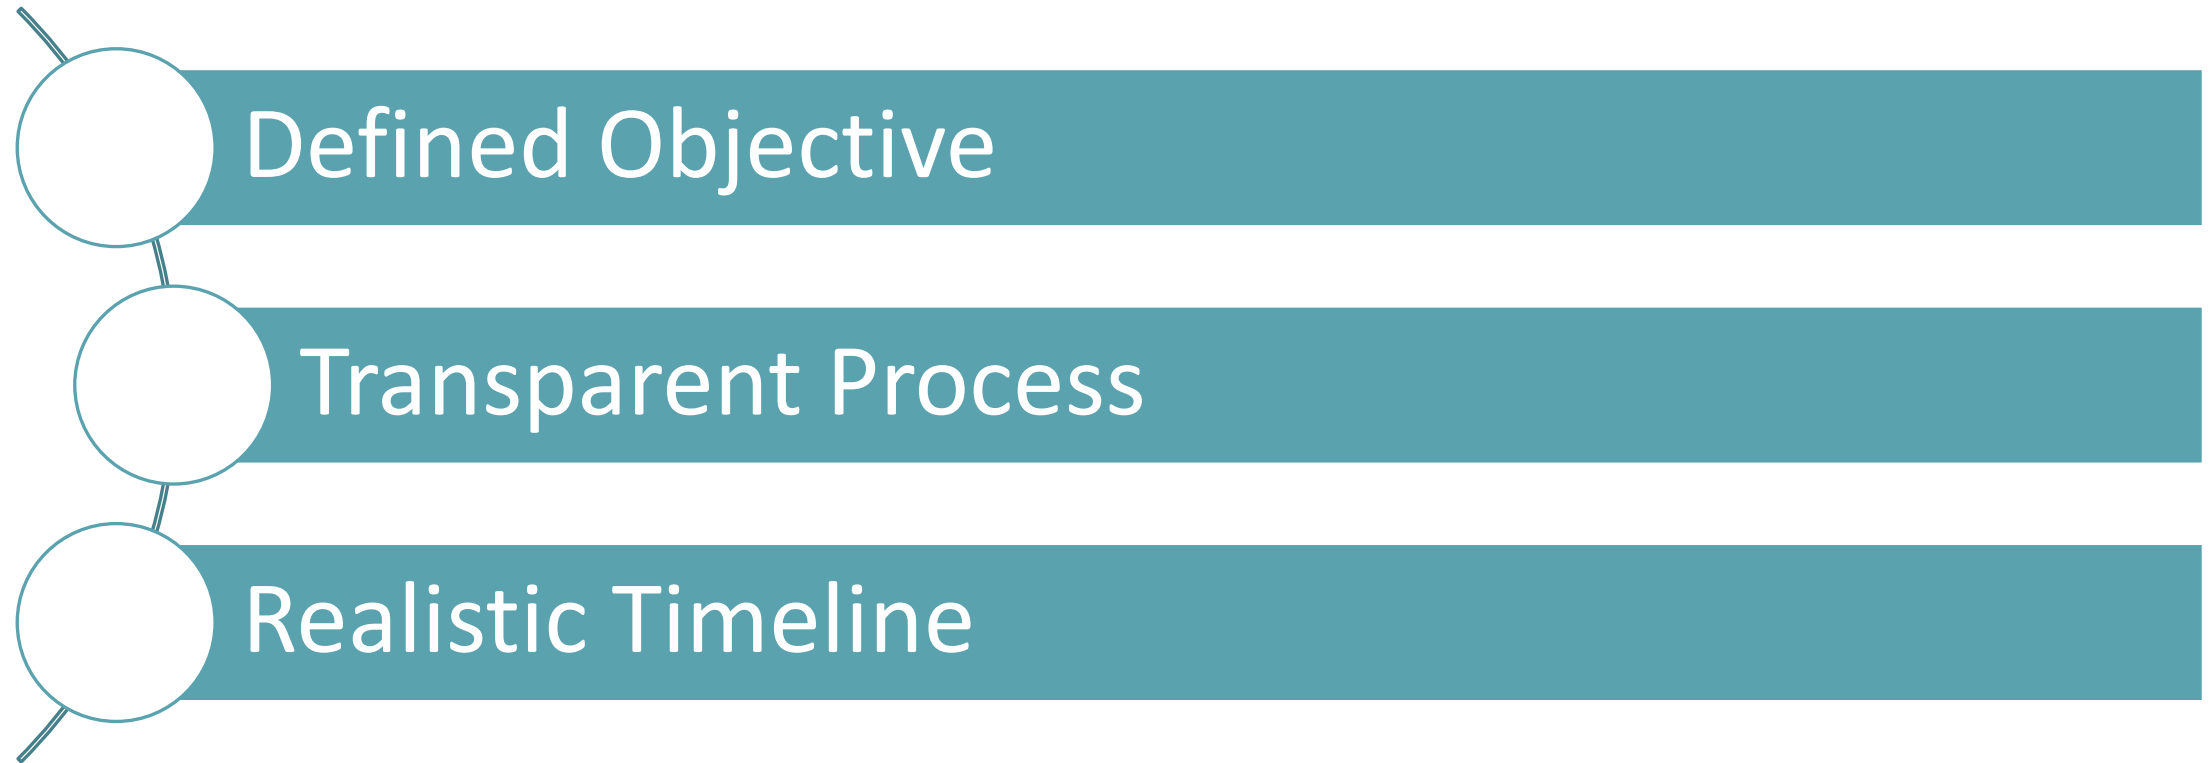 Defined Objective
Transparent Process
Realistic Timeline